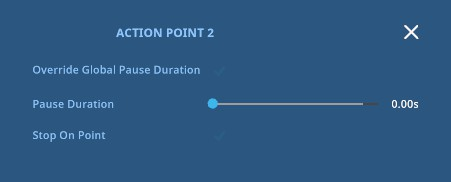 ACTION POINT 2
Override Global Pause Duration
Pause Duration 0.00s
Stop On Point